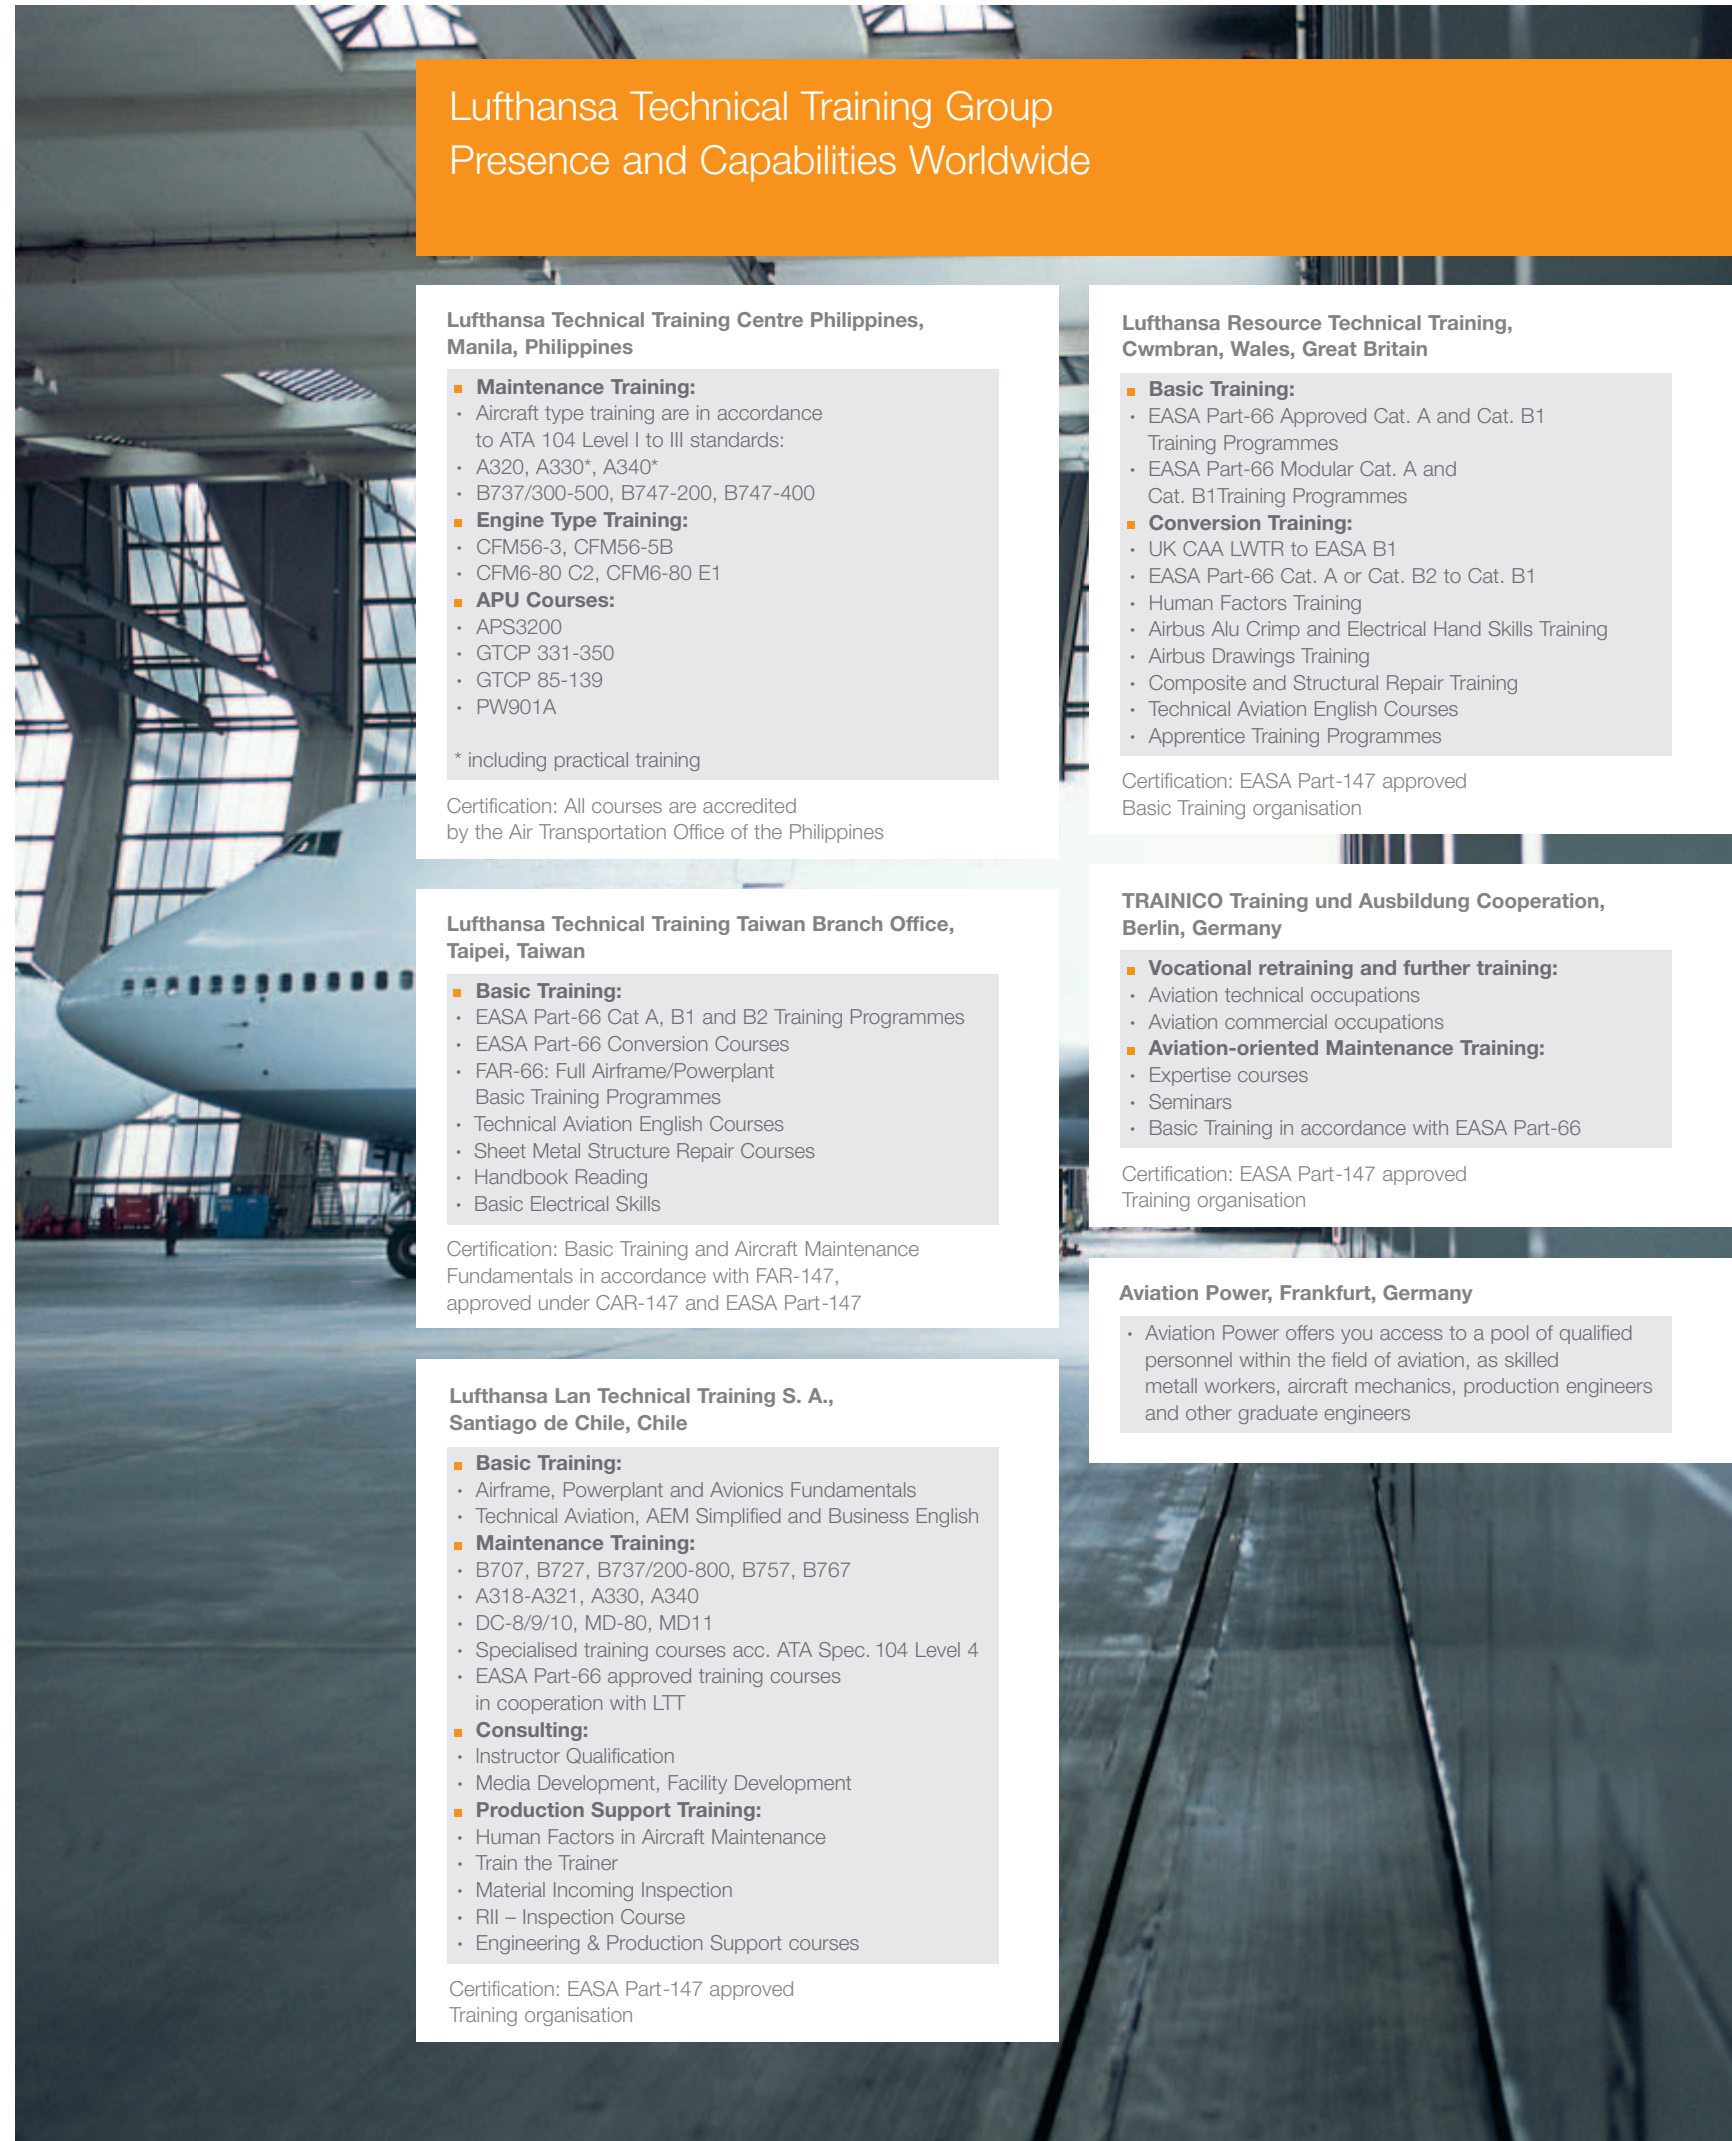 Lufthansa Technical Training Group
Presence and Capabilities Worldwide
Lufthansa Technical Training Centre Philippines,
Manila, Philippines
Maintenance Training:
• Aircraft type training are in accordance
to ATA 104 Level I to III standards:
• A320, A330*, A340*
• B737/300-500, B747-200, B747-400
Engine Type Training:
• CFM56-3, CFM56-5B
• CFM6-80 C2, CFM6-80 E1
APU Courses:
• APS3200
• GTCP 331-350
• GTCP 85-139
• PW901A
* including practical training
Certification: All courses are accredited
by the Air Transportation Office of the Philippines
Lufthansa Technical Training Taiwan Branch Office,
Taipei, Taiwan
Basic Training:
• EASA Part-66 Cat A, B1 and B2 Training Programmes
• EASA Part-66 Conversion Courses
• FAR-66: Full Airframe/Powerplant
Basic Training Programmes
• Technical Aviation English Courses
• Sheet Metal Structure Repair Courses
• Handbook Reading
• Basic Electrical Skills
Certification: Basic Training and Aircraft Maintenance
Fundamentals in accordance with FAR-147,
approved under CAR-147 and EASA Part-147
Lufthansa Lan Technical Training S. A.,
Santiago de Chile, Chile
Basic Training:
• Airframe, Powerplant and Avionics Fundamentals
• Technical Aviation, AEM Simplified and Business English
Maintenance Training:
• B707, B727, B737/200-800, B757, B767
• A318-A321, A330, A340
• DC-8/9/10, MD-80, MD11
• Specialised training courses acc. ATA Spec. 104 Level 4
• EASA Part-66 approved training courses
in cooperation with LTT
Consulting:
• Instructor Qualification
• Media Development, Facility Development
Production Support Training:
• Human Factors in Aircraft Maintenance
• Train the Trainer
• Material Incoming Inspection
• RII – Inspection Course
• Engineering & Production Support courses
Certification: EASA Part-147 approved
Training organisation
Lufthansa Resource Technical Training,
Cwmbran, Wales, Great Britain
Basic Training:
• EASA Part-66 Approved Cat. A and Cat. B1
Training Programmes
• EASA Part-66 Modular Cat. A and
Cat. B1Training Programmes
Conversion Training:
• UK CAA LWTR to EASA B1
• EASA Part-66 Cat. A or Cat. B2 to Cat. B1
• Human Factors Training
• Airbus Alu Crimp and Electrical Hand Skills Training
• Airbus Drawings Training
• Composite and Structural Repair Training
• Technical Aviation English Courses
• Apprentice Training Programmes
Certification: EASA Part-147 approved
Basic Training organisation
TRAINICO Training und Ausbildung Cooperation,
Berlin, Germany
Vocational retraining and further training:
• Aviation technical occupations
• Aviation commercial occupations
Aviation-oriented Maintenance Training:
• Expertise courses
• Seminars
• Basic Training in accordance with EASA Part-66
Certification: EASA Part-147 approved
Training organisation
Aviation Power, Frankfurt, Germany
• Aviation Power offers you access to a pool of qualified
personnel within the field of aviation, as skilled
metall workers, aircraft mechanics, production engineers
and other graduate engineers